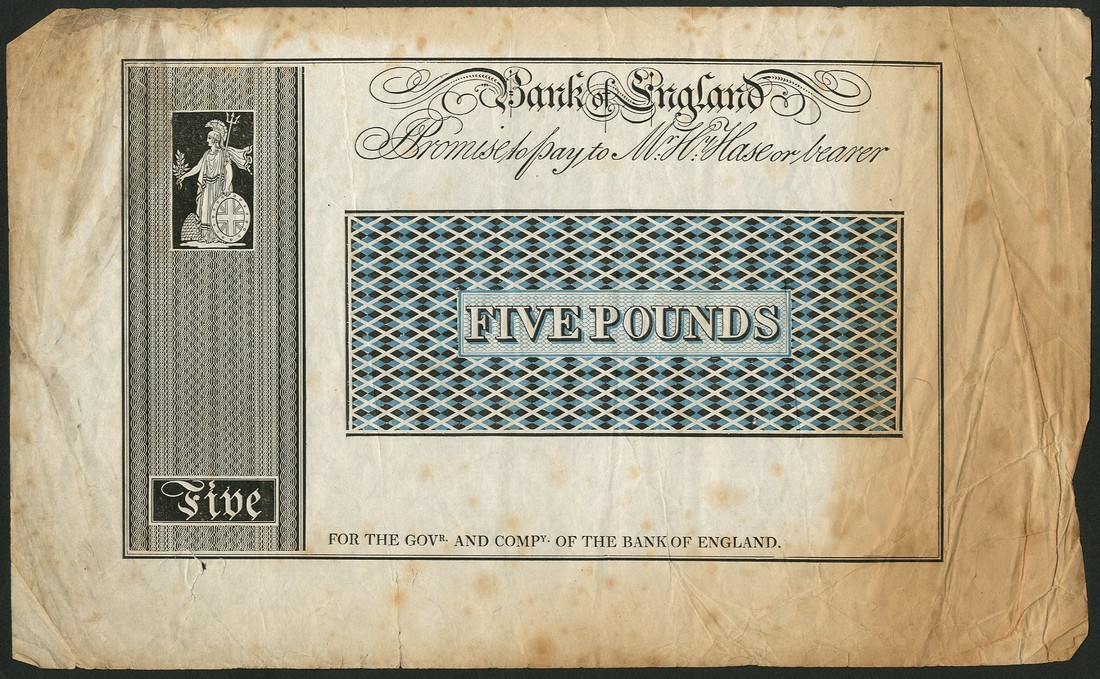 Bank of England
I Promise to pay to Mr. Hy. Hase or bearer
FIVE POUNDS
Five
FOR THE GOVR. AND COMPY. OF THE BANK OF ENGLAND.